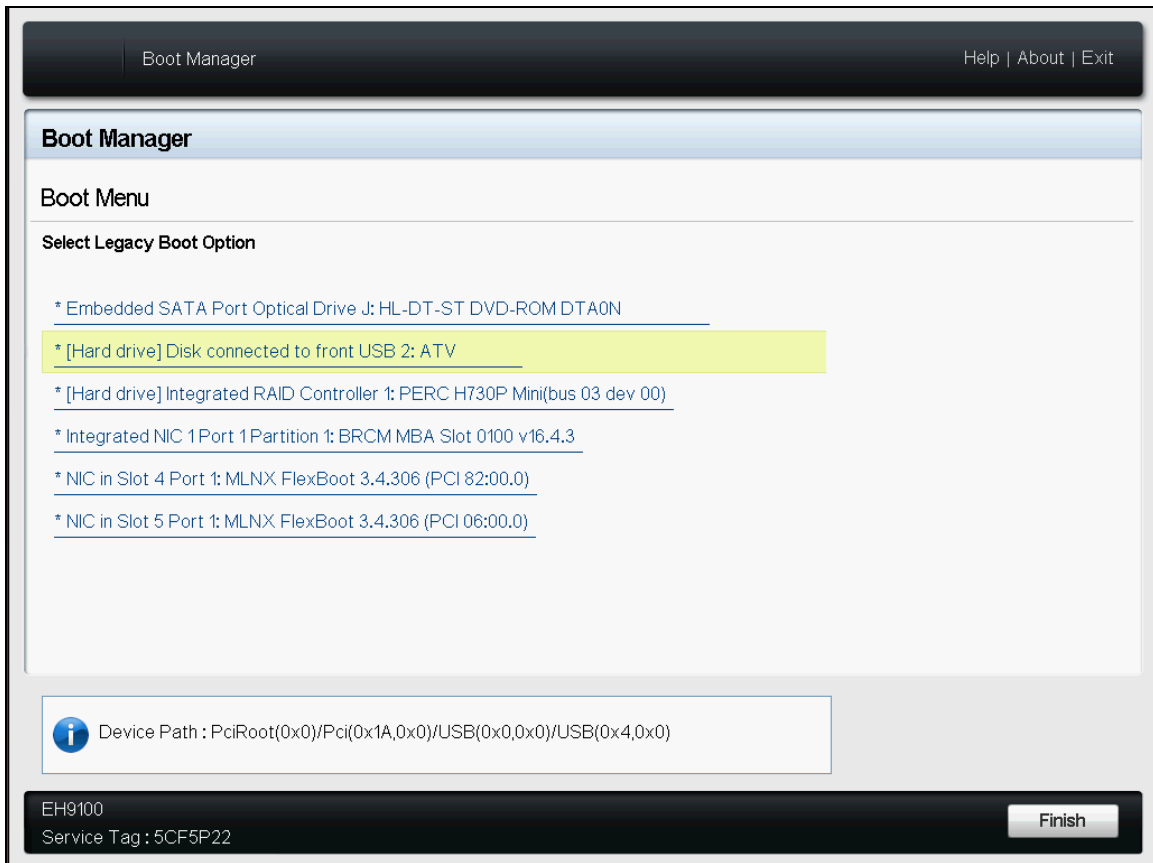 Boot Manager
Help | About | Exit
Boot Manager
Boot Menu
Select Legacy Boot Option
* Embedded SATA Port Optical Drive J: HL-DT-ST DVD-ROM DTA0N
* [Hard drive] Disk connected to front USB 2: ATV
* [Hard drive] Integrated RAID Controller 1: PERC H730P Mini(bus 03 dev 00)
* Integrated NIC 1 Port 1 Partition 1: BRCM MBA Slot 0100 v16.4.3
* NIC in Slot 4 Port 1: MLNX FlexBoot 3.4.306 (PCI 82:00.0)
* NIC in Slot 5 Port 1: MLNX FlexBoot 3.4.306 (PCI 06:00.0)
Device Path : PciRoot(0x0)/Pci(0x1A,0x0)/USB(0x0,0x0)/USB(0x4,0x0)
EH9100
Service Tag : 5CF5P22
Finish